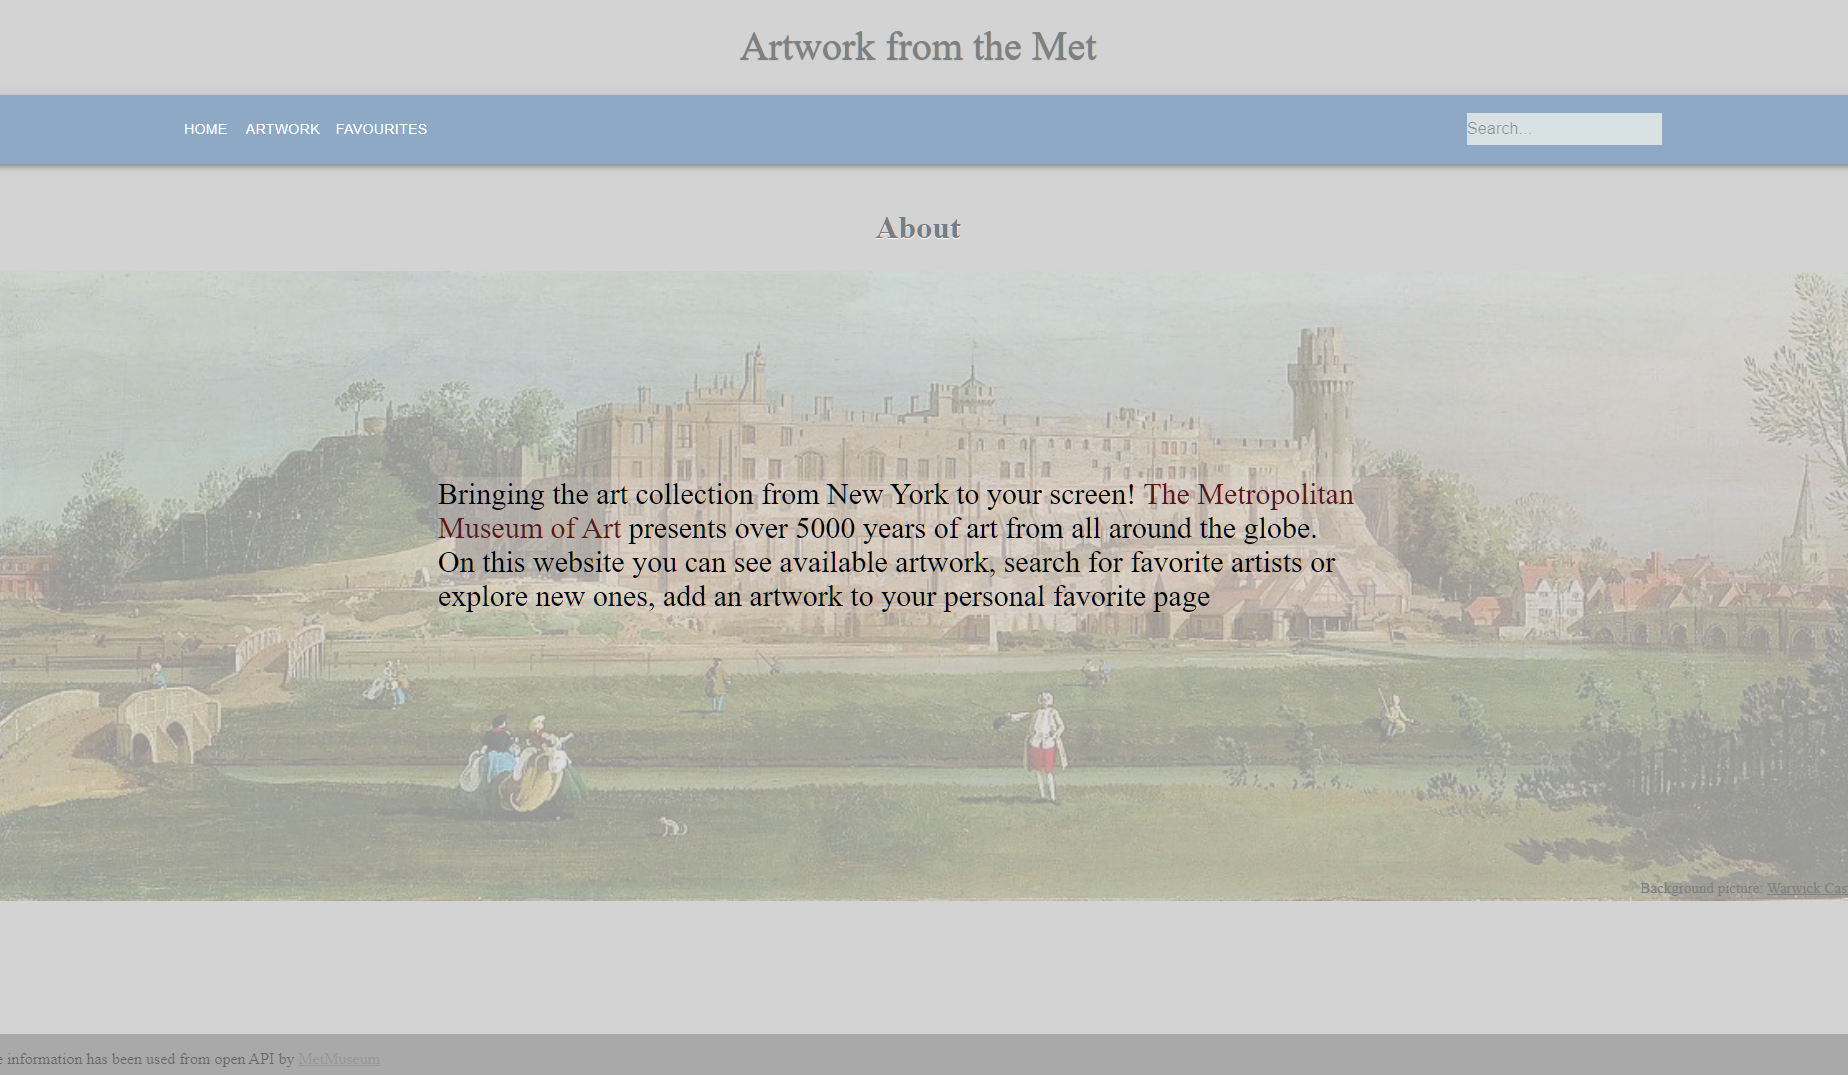 Artwork from the Met
HOME ARTWORK FAVOURITES Search...
About
Bringing the art collection from New York to your screen! The Metropolitan
Museum of Art presents over 5000 years of art from all around the globe.
On this website you can see available artwork, search for favorite artists or
explore new ones, add an artwork to your personal favorite page
Background picture: Warwick
information has been used from open API by MetMuseum